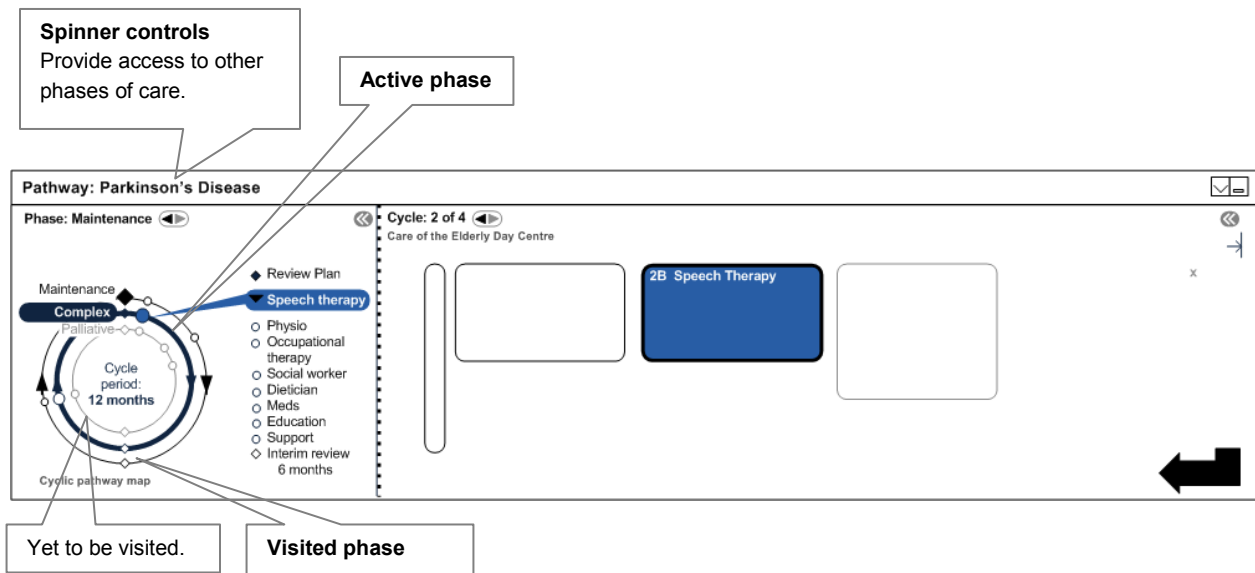 Spinner controls
Provide access to other
phases of care.
Active phase
Pathway: Parkinson's Disease
Phase: Maintenance
Cycle: 2 of 4
Care of the Elderly Day Centre
Maintenance
Complex
Palliative
Cycle
period:
12 months
Cyclic pathway map
Review Plan
Speech therapy
Physio
Occupational
therapy
Social worker
Dietician
Meds
Education
Support
Interim review
6 months
2B Speech Therapy
x
Yet to be visited.
Visited phase